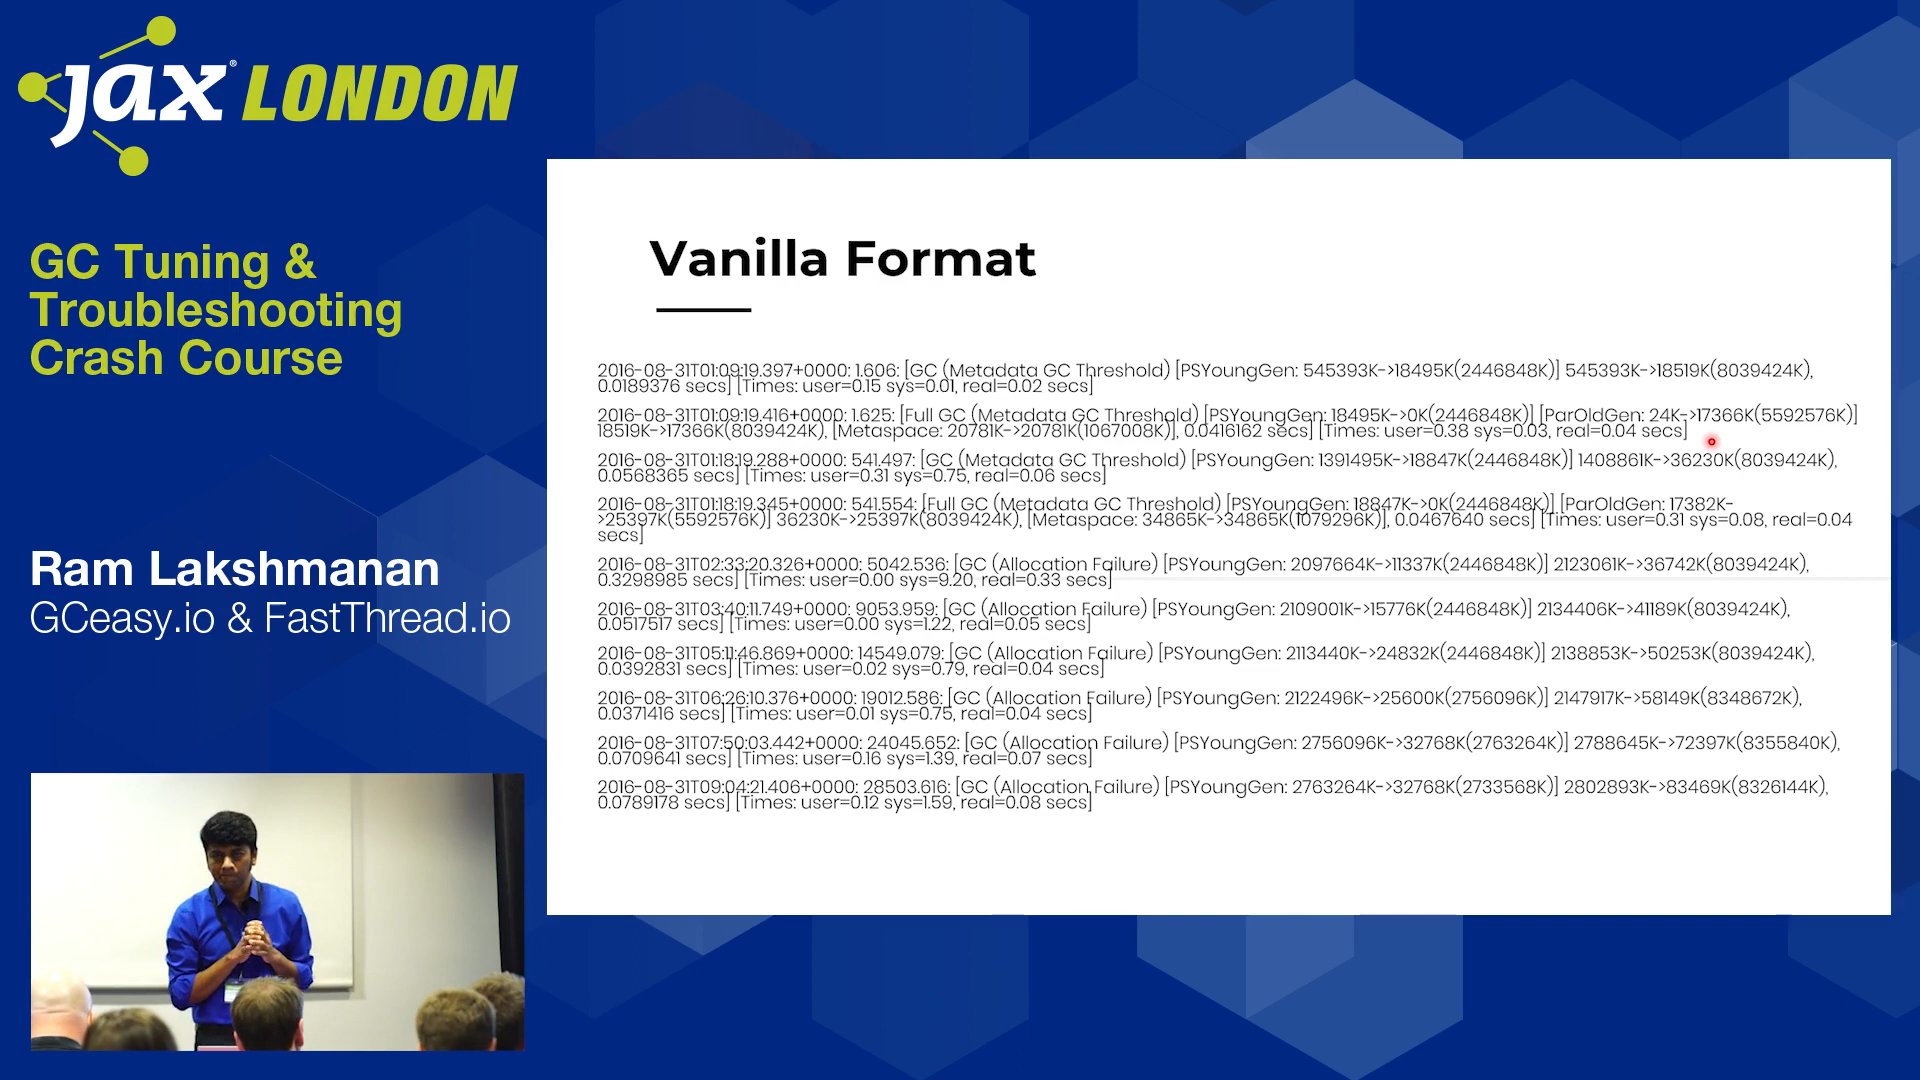 jax® LONDON
GC Tuning &
Troubleshooting
Crash Course
Ram Lakshmanan
GCeasy.io & FastThread.io
Vanilla Format
2016-08-31T01:09:19.397+0000: 1.606: [GC (Metadata GC Threshold) [PSYoungGen: 545393K->18495K(2446848K)] 545393K->18519K(8039424K),
0.0189376 secs] [Times: user=0.15 sys=0.01, real=0.02 secs]
2016-08-31T01:09:19.416+0000: 1.625: [Full GC (Metadata GC Threshold) [PSYoungGen: 18495K->0K(2446848K)] [ParOldGen: 24K->17366K(5592576K)]
18519K->17366K(8039424K), [Metaspace: 20781K->20781K(1067008K)], 0.0416162 secs] [Times: user=0.38 sys=0.03, real=0.04 secs]
2016-08-31T01:18:19.288+0000: 541.497: [GC (Metadata GC Threshold) [PSYoungGen: 1391495K->18847K(2446848K)] 1408861K->36230K(8039424K),
0.0568365 secs] [Times: user=0.31 sys=0.75, real=0.06 secs]
2016-08-31T01:18:19.345+0000: 541.554: [Full GC (Metadata GC Threshold) [PSYoungGen: 18847K->0K(2446848K)] [ParOldGen: 17382K-
>25397K(5592576K)] 36230K->25397K(8039424K), [Metaspace: 34865K->34865K(1079296K)], 0.0467640 secs] [Times: user=0.31 sys=0.08, real=0.04
secs]
2016-08-31T02:33:20.326+0000: 5042.536: [GC (Allocation Failure) [PSYoungGen: 2097664K->11337K(2446848K)] 2123061K->36742K(8039424K),
0.3298985 secs] [Times: user=0.00 sys=9.20, real=0.33 secs]
2016-08-31T03:40:11.749+0000: 9053.959: [GC (Allocation Failure) [PSYoungGen: 2109001K->15776K(2446848K)] 2134406K->41189K(8039424K),
0.0517517 secs] [Times: user=0.00 sys=1.22, real=0.05 secs]
2016-08-31T05:11:46.869+0000: 14549.079: [GC (Allocation Failure) [PSYoungGen: 2113440K->24832K(2446848K)] 2138853K->50253K(8039424K),
0.0392831 secs] [Times: user=0.02 sys=0.79, real=0.04 secs]
2016-08-31T06:26:10.376+0000: 19012.586: [GC (Allocation Failure) [PSYoungGen: 2122496K->25600K(2756096K)] 2147917K->58149K(8348672K),
0.0371416 secs] [Times: user=0.01 sys=0.75, real=0.04 secs]
2016-08-31T07:50:03.442+0000: 24045.652: [GC (Allocation Failure) [PSYoungGen: 2756096K->32768K(2763264K)] 2788645K->72397K(8355840K),
0.0709641 secs] [Times: user=0.16 sys=1.39, real=0.07 secs]
2016-08-31T09:04:21.406+0000: 28503.616: [GC (Allocation Failure) [PSYoungGen: 2763264K->32768K(2733568K)] 2802893K->83469K(8326144K),
0.0789178 secs] [Times: user=0.12 sys=1.59, real=0.08 secs]